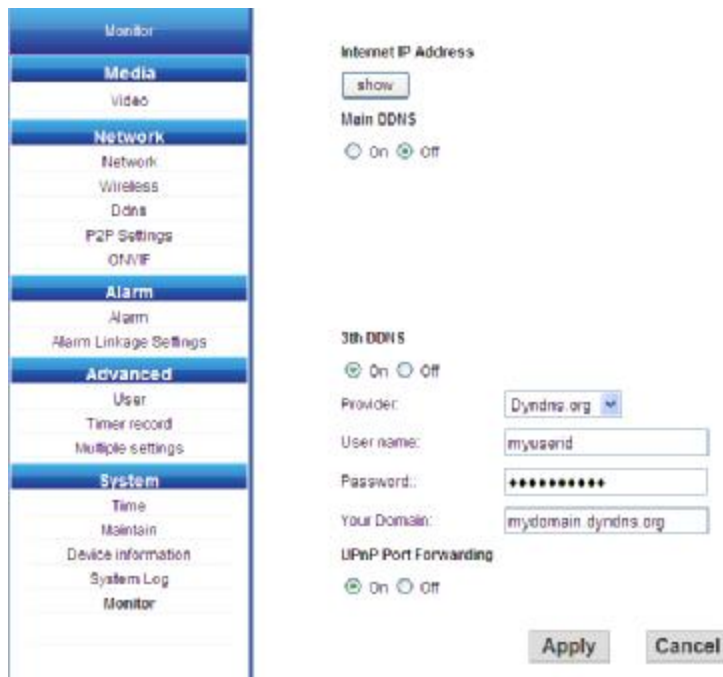 Monitor
Media
Video
Network
Network
Wireless
Ddns
P2P Settings
ONVIF
Alarm
Alarm
Alarm Linkage Settings
Advanced
User
Timer record
Multiple settings
System
Time
Maintain
Device information
System Log
Monitor
Internet IP Address
show
Main DDNS
On Off
3th DDNS
On Off
Provider: Dyndns.org
User name: myuserid
Password:: **********
Your Domain: mydomain.dyndns.org
UPnP Port Forwarding
On Off
Apply Cancel